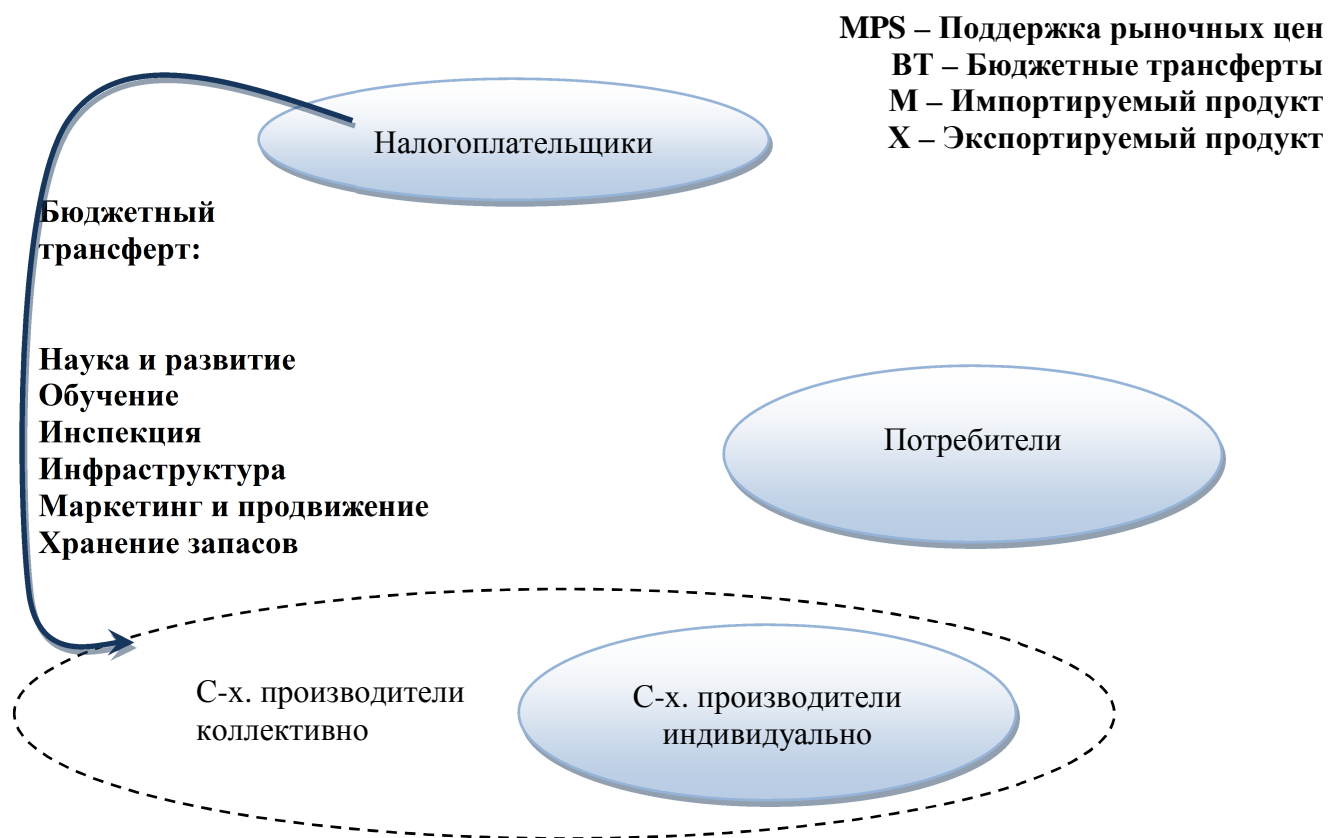 MPS – Поддержка рыночных цен
BT – Бюджетные трансферты
M – Импортируемый продукт
X – Экспортируемый продукт
Налогоплательщики
Бюджетный
трансферт:
Наука и развитие
Обучение
Инспекция
Инфраструктура
Маркетинг и продвижение
Хранение запасов
Потребители
С-х. производители
коллективно
С-х. производители
индивидуально